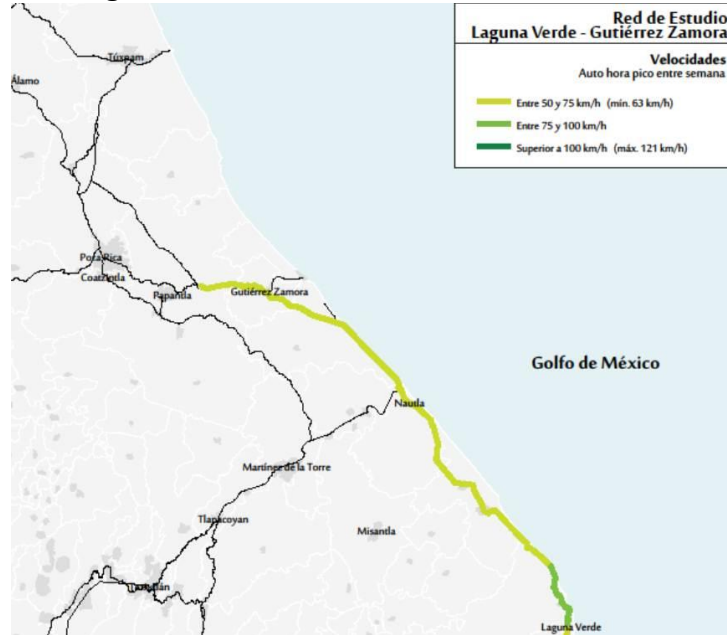 Red de Estudio
Laguna Verde - Gutiérrez Zamora
Velocidades
Auto hora pico entre semana
Entre 50 y 75 km/h (mín. 63 km/h)
Entre 75 y 100 km/h
Superior a 100 km/h (máx. 121 km/h)
Túxpam
Álamo
Poza Rica
Coatzintla
Papantla
Gutiérrez Zamora
Golfo de México
Nautla
Martínez de la Torre
Tlapacoyan
Misantla
Laguna Verde